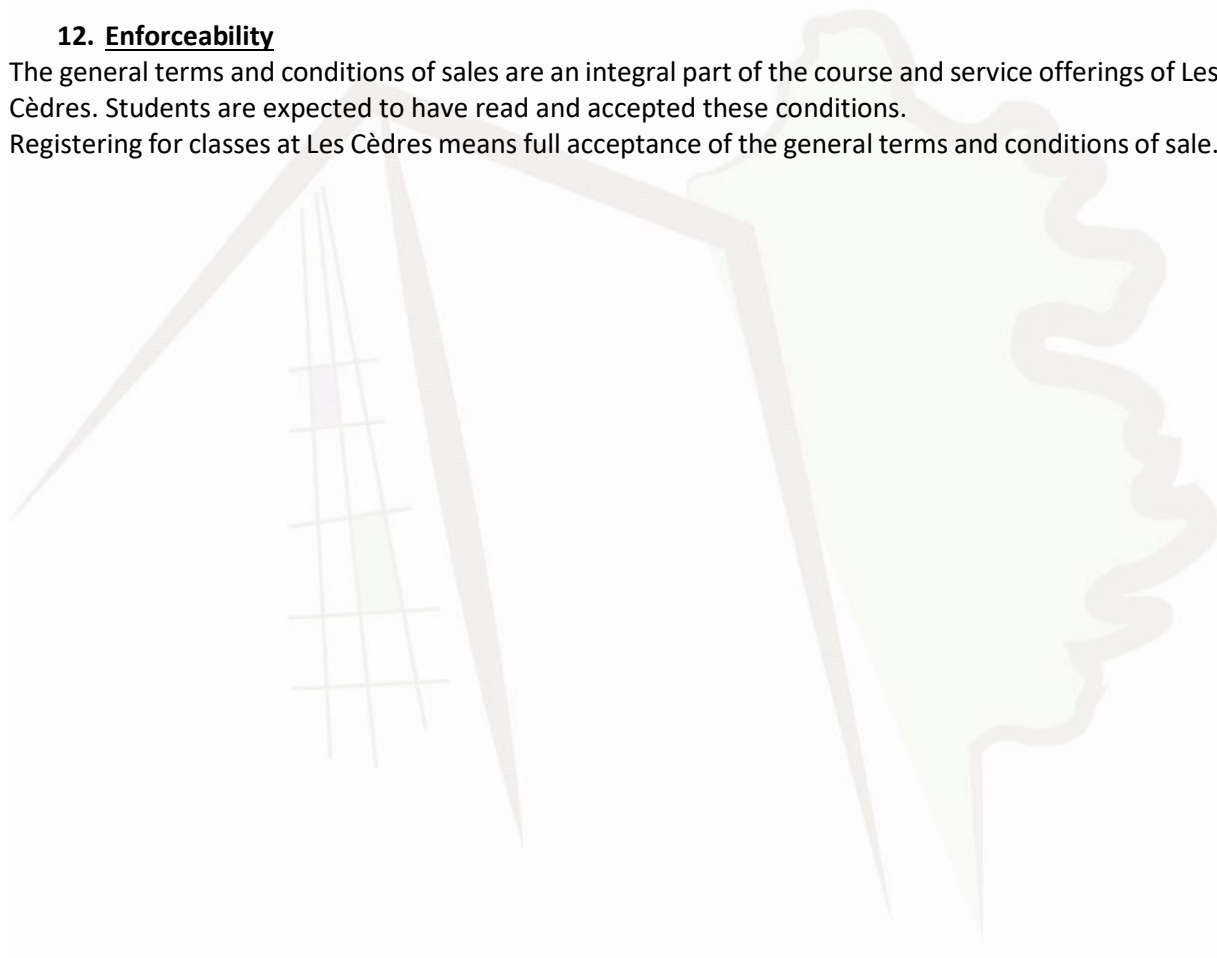 12. Enforceability
The general terms and conditions of sales are an integral part of the course and service offerings of Les
Cèdres. Students are expected to have read and accepted these conditions.
Registering for classes at Les Cèdres means full acceptance of the general terms and conditions of sale.